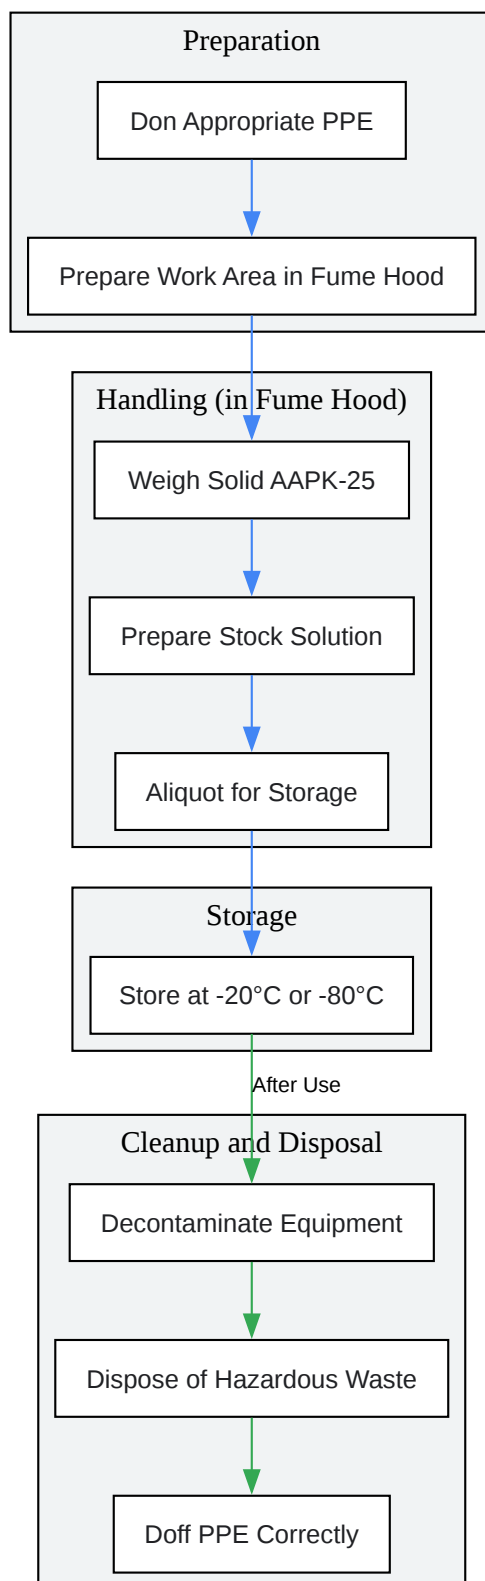 Preparation
Don Appropriate PPE
Prepare Work Area in Fume Hood
Handling (in Fume Hood)
Weigh Solid AAPK-25
Prepare Stock Solution
Aliquot for Storage
Storage
Store at -20°C or -80°C
After Use
Cleanup and Disposal
Decontaminate Equipment
Dispose of Hazardous Waste
Doff PPE Correctly